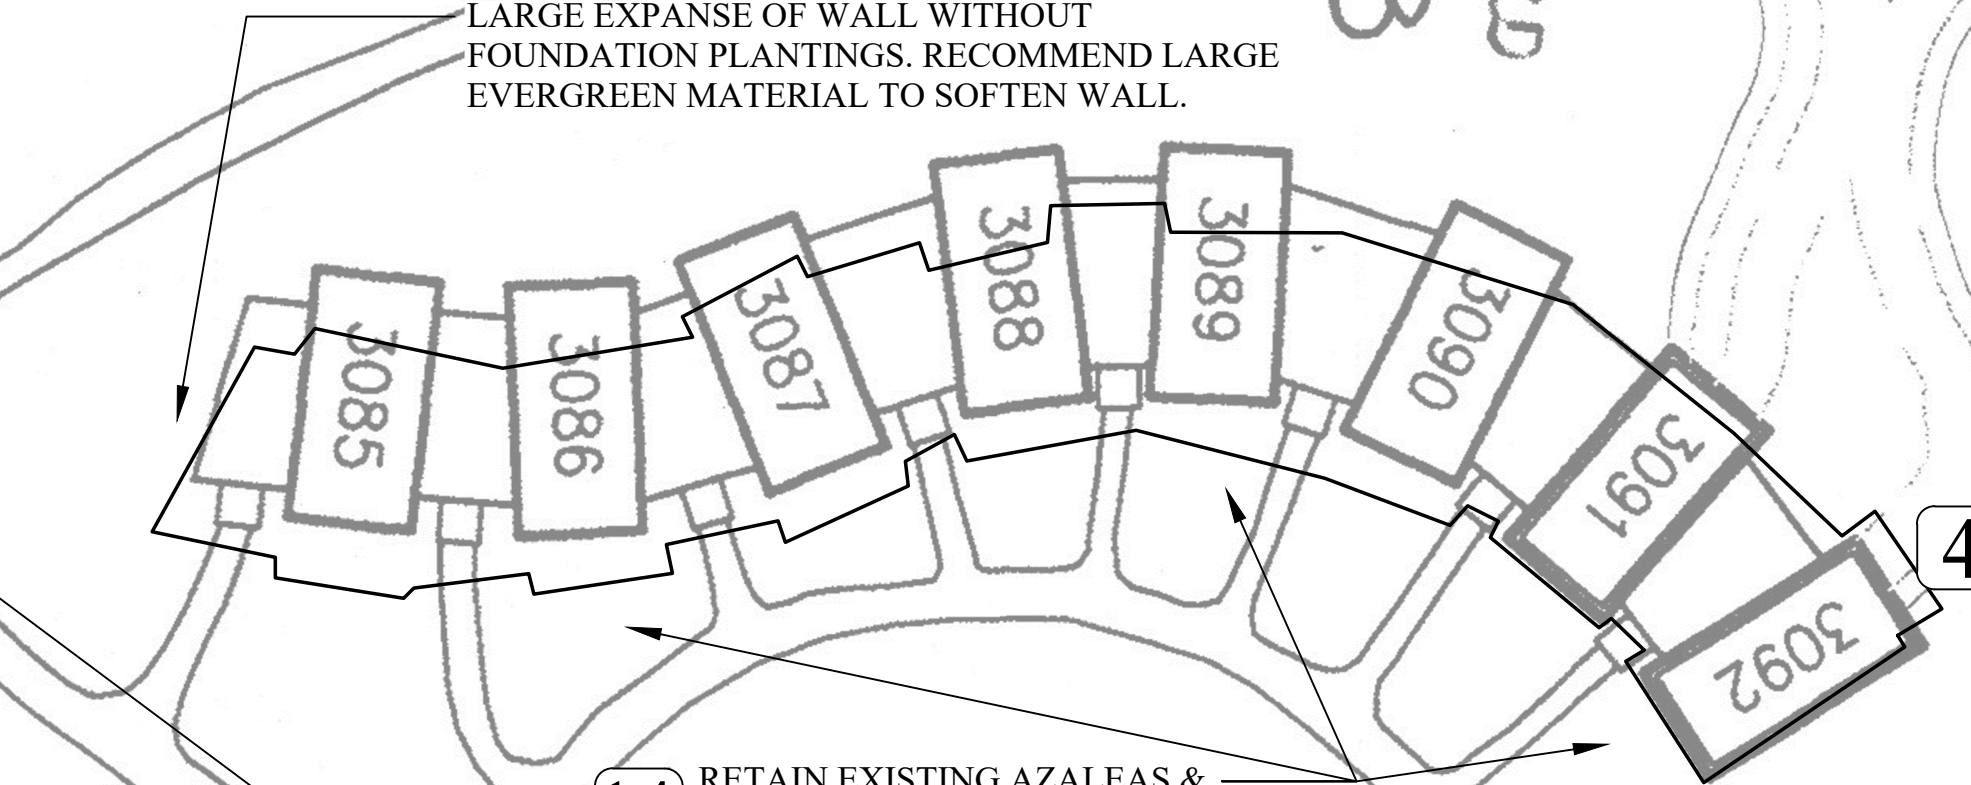 LARGE EXPANSE OF WALL WITHOUT
FOUNDATION PLANTINGS. RECOMMEND LARGE
EVERGREEN MATERIAL TO SOFTEN WALL.
3085
3086
3087
3088
3089
3090
3091
3092
4
RETAIN EXISTING AZALEAS &